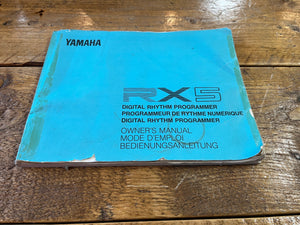 YAMAHA
RX5
DIGITAL RHYTHM PROGRAMMER
PROGRAMMEUR DE RYTHME NUMERIQUE
DIGITAL RHYTHM PROGRAMMER
OWNER'S MANUAL
MODE D'EMPLOI
BEDIENUNGSANLEITUNG